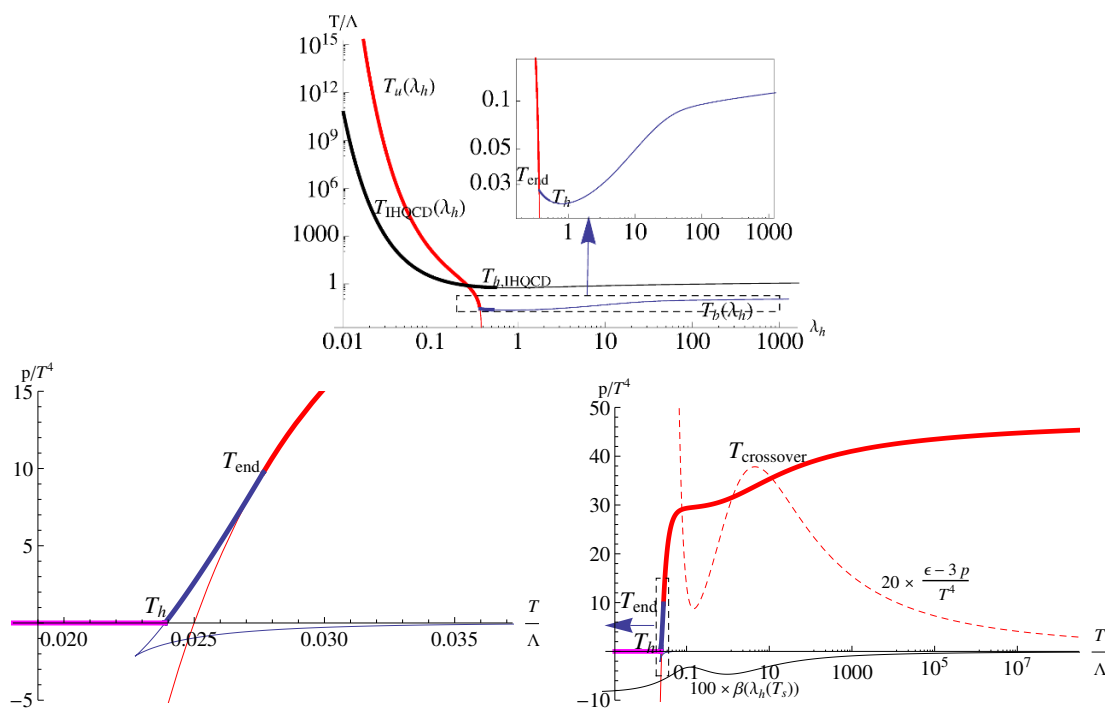 T/Λ
10^15
10^12
10^9
10^6
1000
1
T_u(λ_h)
T_IHQCD(λ_h)
T_h,IHQCD
T_b(λ_h)
0.01 0.1 1 10 100 1000 λ_h
0.1
0.05
0.03
T_end
T_h
1 10 100 1000
p/T^4
15
10
5
-5
T_end
T_h
0.020 0.025 0.030 0.035
T/Λ
p/T^4
50
40
30
20
10
-10
T_crossover
20 × (ϵ - 3 p)/T^4
T_end
T_h
0.1 10 1000 10^5 10^7
T/Λ
100 × β(λ_h(T_s))